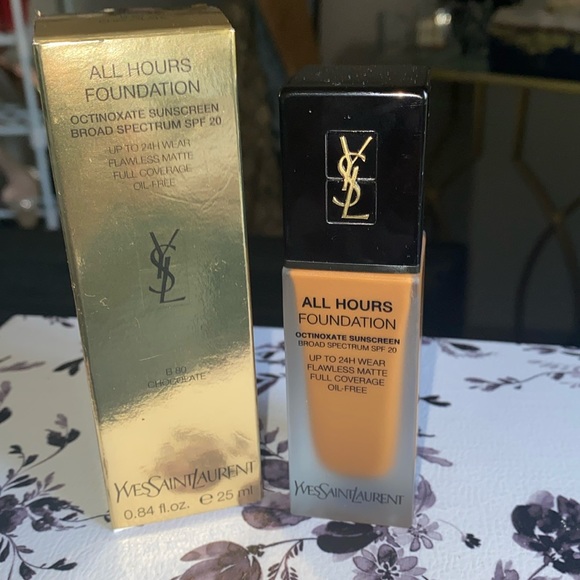 ALL HOURS
FOUNDATION
OCTINOXATE SUNSCREEN
BROAD SPECTRUM SPF 20
UP TO 24H WEAR
FLAWLESS MATTE
FULL COVERAGE
OIL-FREE
YSL
CHOCOLATE
YVESSAINTLAURENT
0.84 fl.oz. e 25 ml
YSL
ALL HOURS
FOUNDATION
OCTINOXATE SUNSCREEN
BROAD SPECTRUM SPF 20
UP TO 24H WEAR
FLAWLESS MATTE
FULL COVERAGE
OIL-FREE
YVESSAINTLAURENT